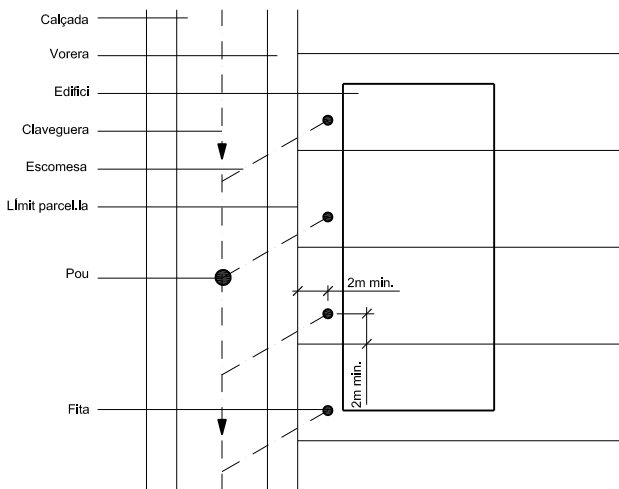 Calçada
Vorera
Edifici
Claveguera
Escomesa
LÍmit parcel.la
Pou
2m min.
2m min.
Fita